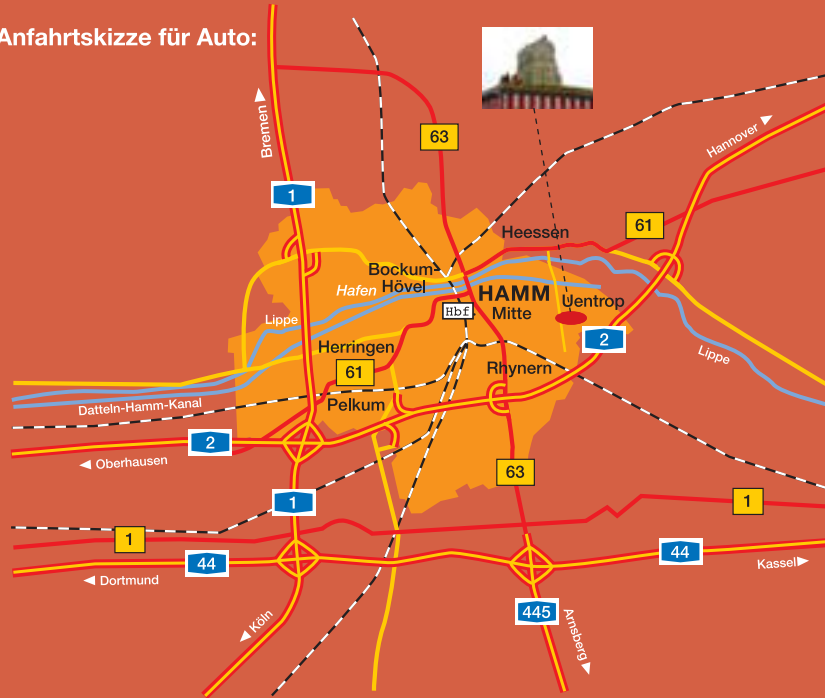 Anfahrtskizze für Auto:
Bremen
63
Hannover
1
61
Heessen
Bockum-
Hövel
Hafen
HAMM
Mitte
Uentrop
Hbf
Lippe
2
Herringen
Lippe
61
Rhynern
Datteln-Hamm-Kanal
Pelkum
2
Oberhausen
63
1
1
1
44
44
Kassel
Dortmund
445
Köln
Arnsberg